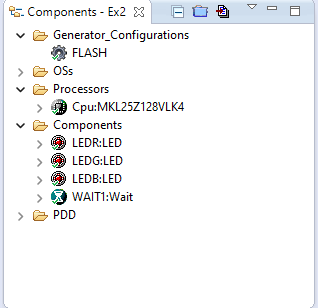 Components - Ex2
Generator_Configurations
FLASH
OSs
Processors
Cpu:MKL25Z128VLK4
Components
LEDR:LED
LEDG:LED
LEDB:LED
WAIT1:Wait
PDD